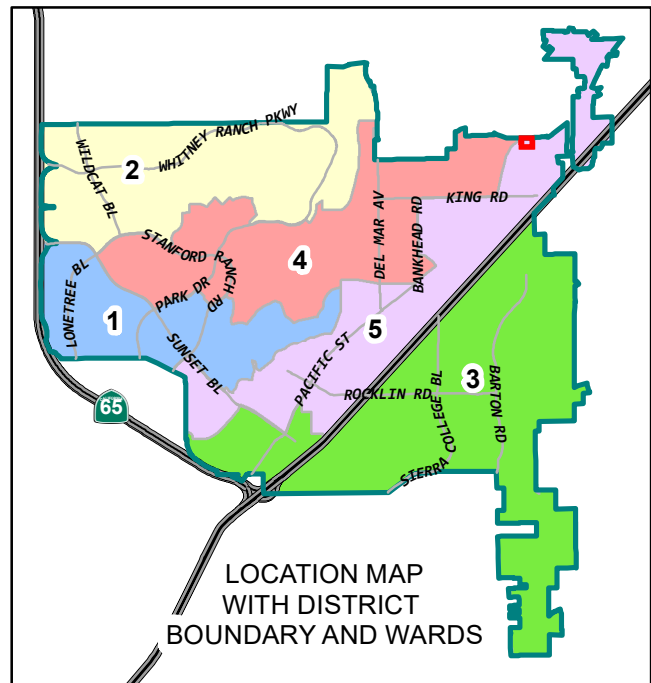 WHITNEY RANCH PKWY
WILDCAT BL
2
KING RD
DEL MAR AV
BANKHEAD RD
STANFORD RANCH RD
4
LONETREE BL
PARK DR
1
SUNSET BL
5
PACIFIC ST
ROCKLIN RD
3
SIERRA COLLEGE BL
BARTON RD
65
LOCATION MAP
WITH DISTRICT
BOUNDARY AND WARDS